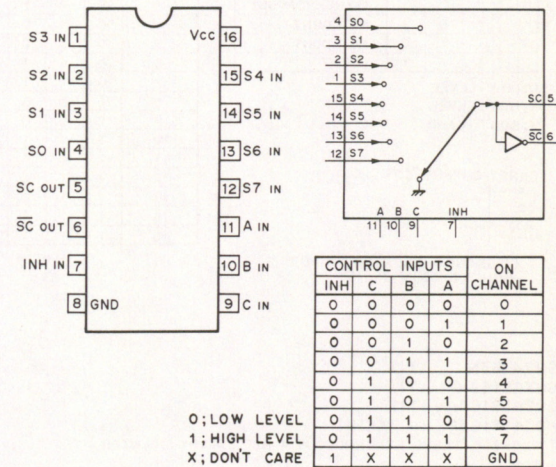 S3 IN 1
Vcc 16
S2 IN 2
15 S4 IN
S1 IN 3
14 S5 IN
S0 IN 4
13 S6 IN
SC OUT 5
12 S7 IN
S̅C̅ OUT 6
11 A IN
INH IN 7
10 B IN
8 GND
9 C IN
4 S0
3 S1
2 S2
1 S3
15 S4
14 S5
13 S6
12 S7
SC 5
S̅C̅ 6
A B C INH
11 10 9 7
CONTROL INPUTS ON CHANNEL
INH C B A
0 0 0 0 0
0 0 0 1 1
0 0 1 0 2
0 0 1 1 3
0 1 0 0 4
0 1 0 1 5
0 1 1 0 6
0 1 1 1 7
1 X X X GND
0; LOW LEVEL
1; HIGH LEVEL
X; DON'T CARE